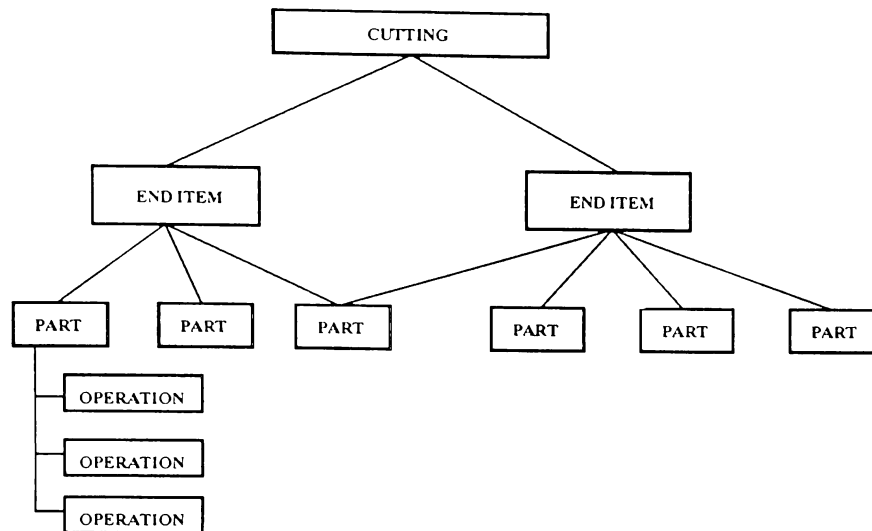 CUTTING
END ITEM
END ITEM
PART
PART
PART
PART
PART
PART
OPERATION
OPERATION
OPERATION